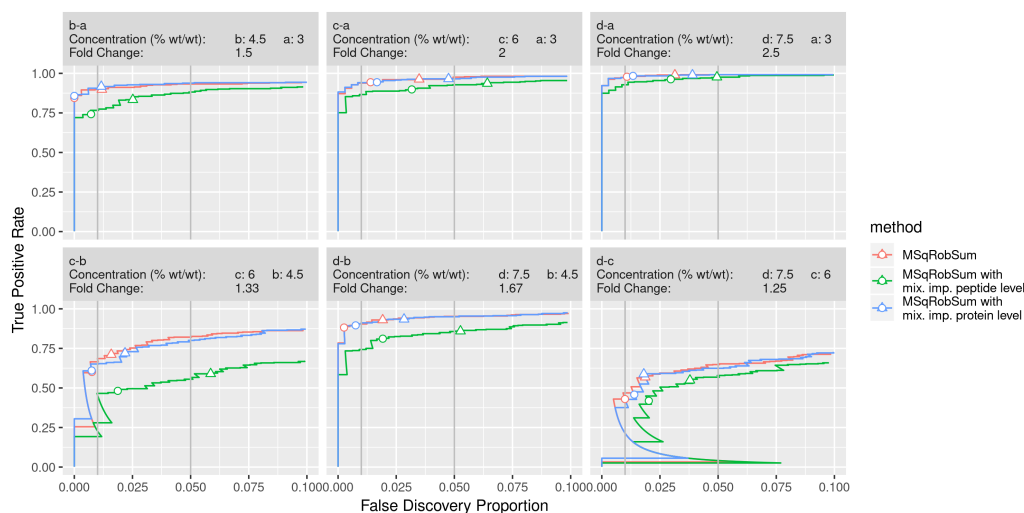 b-a
Concentration (% wt/wt): b: 4.5 a: 3
Fold Change: 1.5
c-a
Concentration (% wt/wt): c: 6 a: 3
Fold Change: 2
d-a
Concentration (% wt/wt): d: 7.5 a: 3
Fold Change: 2.5
1.00
0.75
0.50
0.25
0.00
c-b
Concentration (% wt/wt): c: 6 b: 4.5
Fold Change: 1.33
d-b
Concentration (% wt/wt): d: 7.5 b: 4.5
Fold Change: 1.67
d-c
Concentration (% wt/wt): d: 7.5 c: 6
Fold Change: 1.25
1.00
0.75
0.50
0.25
0.00
0.000 0.025 0.050 0.075 0.100
0.000 0.025 0.050 0.075 0.100
0.000 0.025 0.050 0.075 0.100
False Discovery Proportion
True Positive Rate
method
MSqRobSum
MSqRobSum with
mix. imp. peptide level
MSqRobSum with
mix. imp. protein level